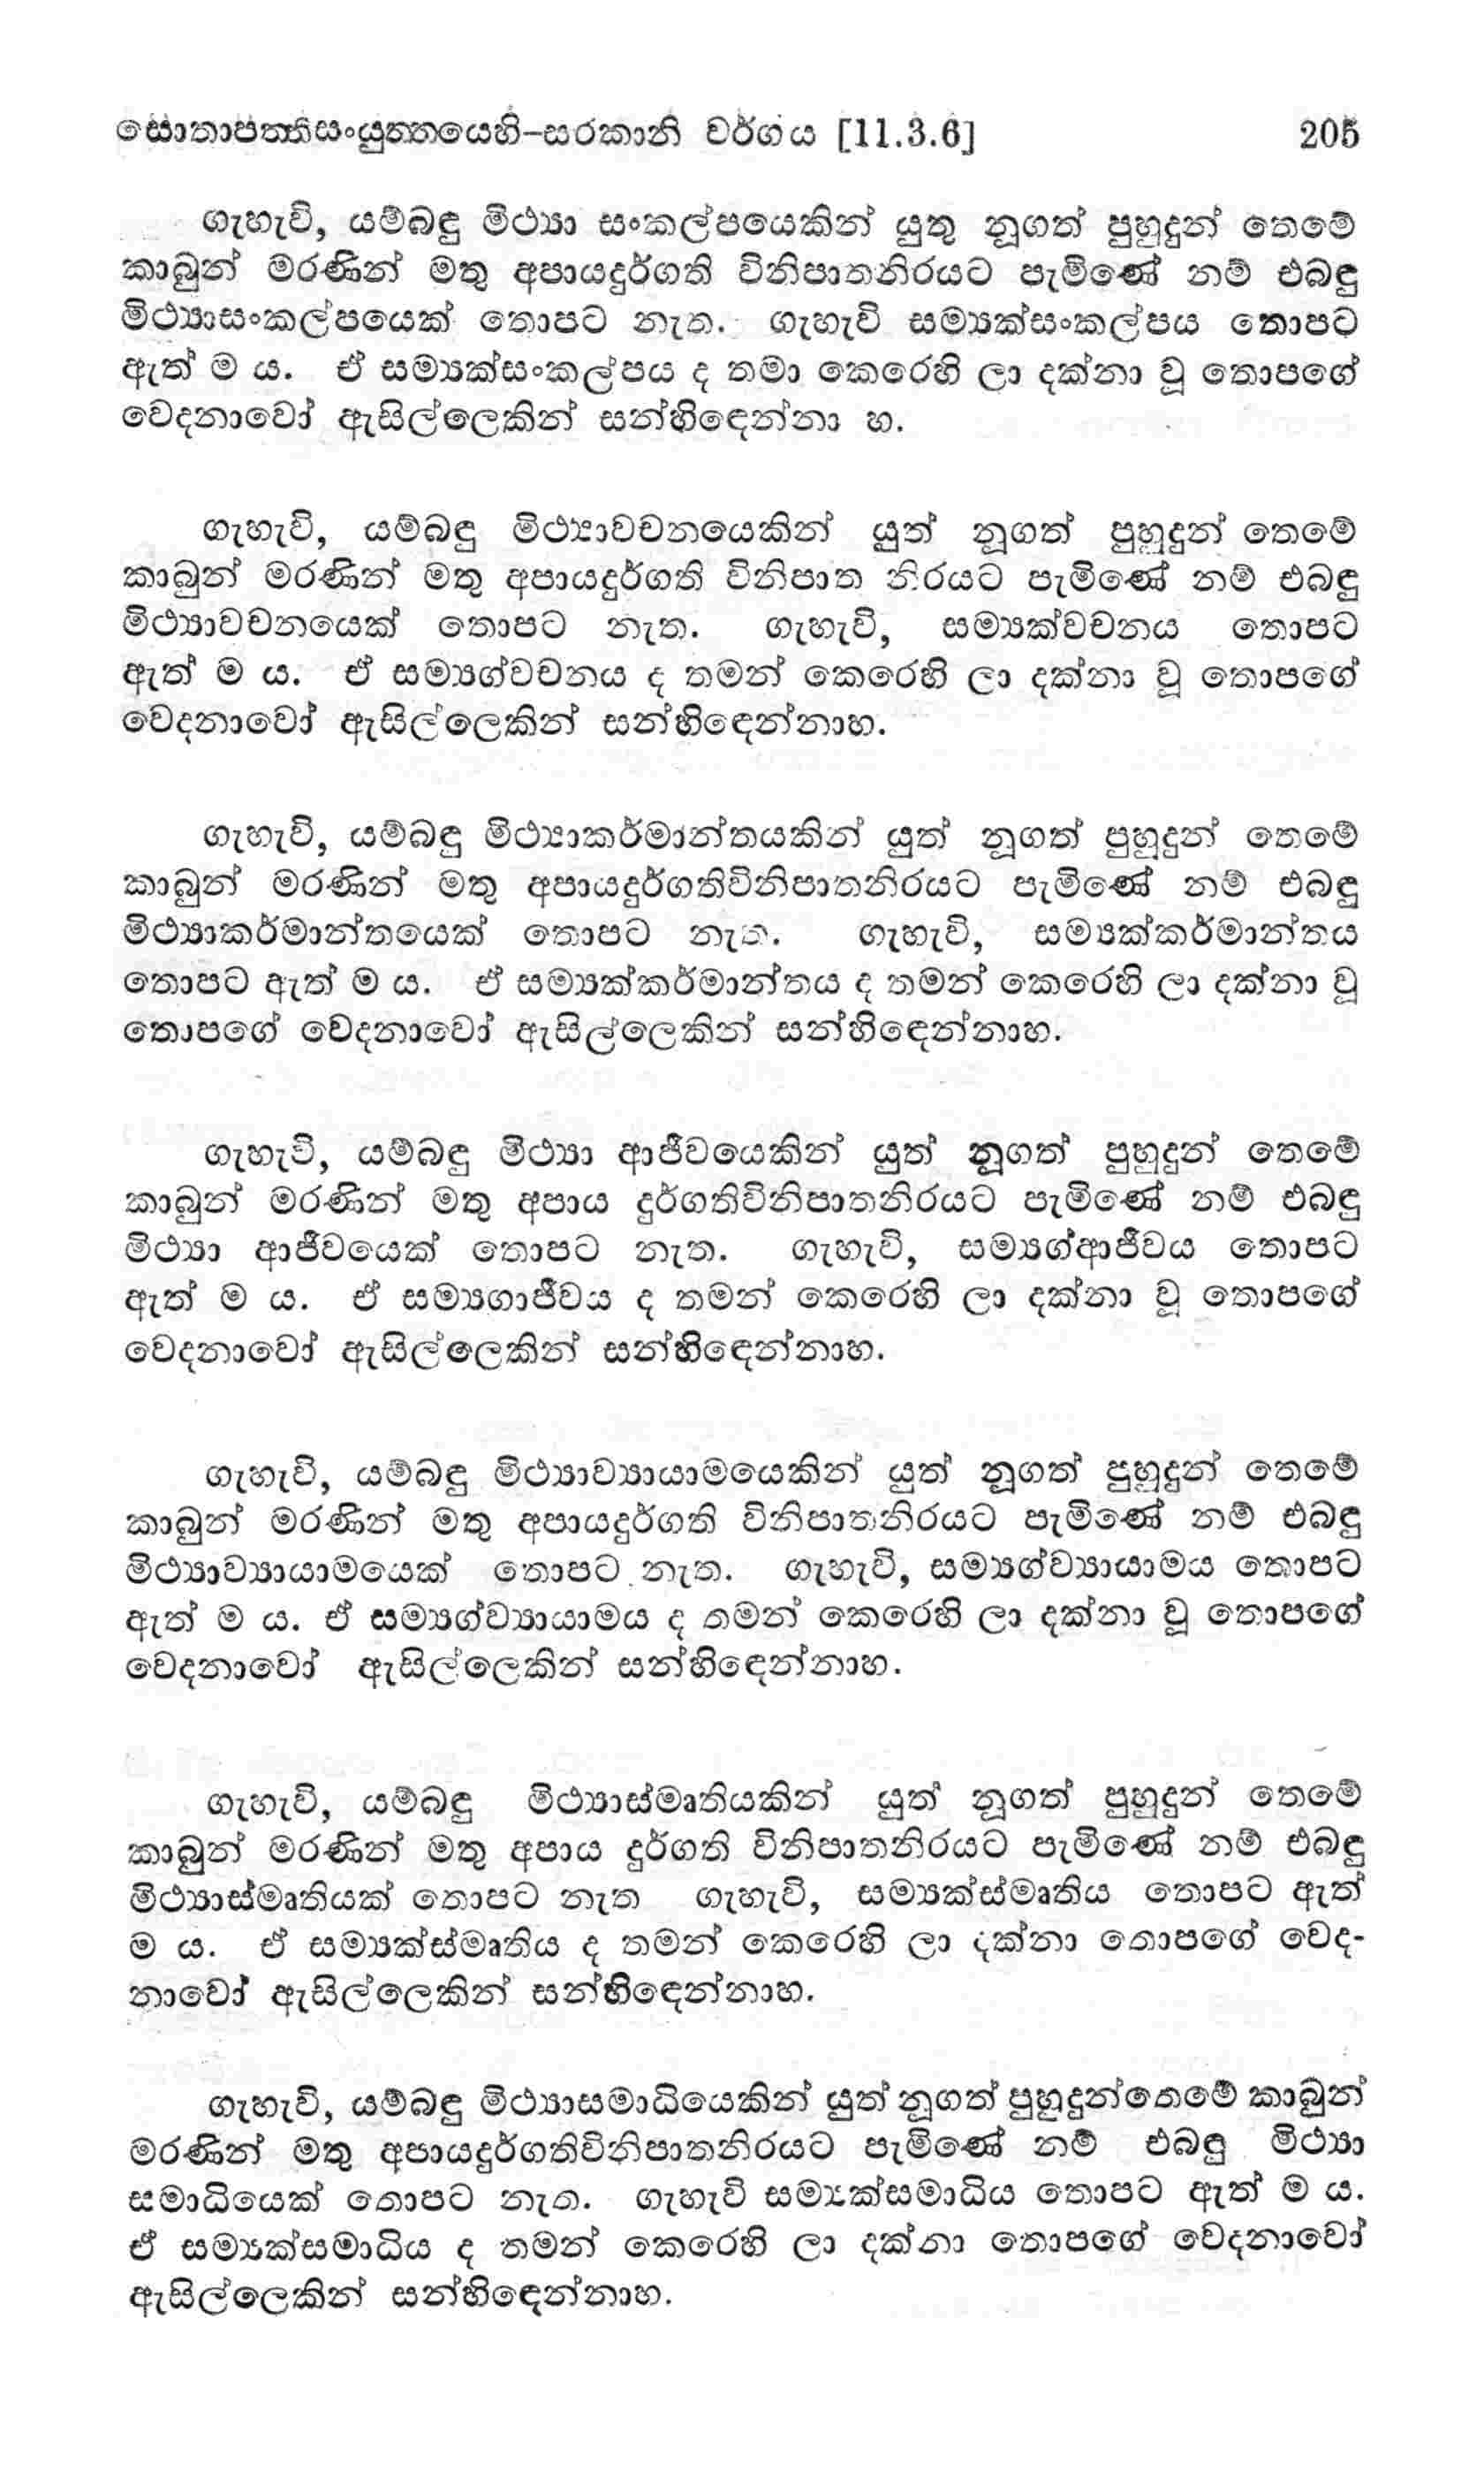 සොතාපත්තිසංයුත්තයෙහි-සරකානි වර්ගය [11.3.6] 205
ගැහැවි, යම්බඳු මිථ්‍යා සංකල්පයෙකින් යුතු නූගත් පුහුදුන් තෙමේ
කාබුන් මරණින් මතු අපායදුර්ගති විනිපාතනිරයට පැමිණේ නම් එබඳු
මිථ්‍යාසංකල්පයෙක් තොපට නැත. ගැහැවි සම්‍යක්සංකල්පය තොපට
ඇත් ම ය. ඒ සම්‍යක්සංකල්පය ද තමා කෙරෙහි ලා දක්නා වූ තොපගේ
වෙදනාවෝ ඇසිල්ලෙකින් සන්හිඳෙන්නා හ.
ගැහැවි, යම්බඳු මිථ්‍යාවචනයෙකින් යුත් නූගත් පුහුදුන් තෙමේ
කාබුන් මරණින් මතු අපායදුර්ගති විනිපාත නිරයට පැමිණේ නම් එබඳු
මිථ්‍යාවචනයෙක් තොපට නැත. ගැහැවි, සම්‍යක්වචනය තොපට
ඇත් ම ය. ඒ සම්‍යග්වචනය ද තමන් කෙරෙහි ලා දක්නා වූ තොපගේ
වෙදනාවෝ ඇසිල්ලෙකින් සන්හිඳෙන්නාහ.
ගැහැවි, යම්බඳු මිථ්‍යාකර්මාන්තයකින් යුත් නූගත් පුහුදුන් තෙමේ
කාබුන් මරණින් මතු අපායදුර්ගතිවිනිපාතනිරයට පැමිණේ නම් එබඳු
මිථ්‍යාකර්මාන්තයෙක් තොපට නැත. ගැහැවි, සම්‍යක්කර්මාන්තය
තොපට ඇත් ම ය. ඒ සම්‍යක්කර්මාන්තය ද තමන් කෙරෙහි ලා දක්නා වූ
තොපගේ වෙදනාවෝ ඇසිල්ලෙකින් සන්හිඳෙන්නාහ.
ගැහැවි, යම්බඳු මිථ්‍යා ආජීවයෙකින් යුත් නූගත් පුහුදුන් තෙමේ
කාබුන් මරණින් මතු අපාය දුර්ගතිවිනිපාතනිරයට පැමිණේ නම් එබඳු
මිථ්‍යා ආජීවයෙක් තොපට නැත. ගැහැවි, සම්‍යග්ආජීවය තොපට
ඇත් ම ය. ඒ සම්‍යගාජීවය ද තමන් කෙරෙහි ලා දක්නා වූ තොපගේ
වෙදනාවෝ ඇසිල්ලෙකින් සන්හිඳෙන්නාහ.
ගැහැවි, යම්බඳු මිථ්‍යාව්‍යායාමයෙකින් යුත් නූගත් පුහුදුන් තෙමේ
කාබුන් මරණින් මතු අපායදුර්ගති විනිපාතනිරයට පැමිණේ නම් එබඳු
මිථ්‍යාව්‍යායාමයෙක් තොපට නැත. ගැහැවි, සම්‍යග්ව්‍යායාමය තොපට
ඇත් ම ය. ඒ සම්‍යග්ව්‍යායාමය ද තමන් කෙරෙහි ලා දක්නා වූ තොපගේ
වෙදනාවෝ ඇසිල්ලෙකින් සන්හිඳෙන්නාහ.
ගැහැවි, යම්බඳු මිථ්‍යාස්මෘතියකින් යුත් නූගත් පුහුදුන් තෙමේ
කාබුන් මරණින් මතු අපාය දුර්ගති විනිපාතනිරයට පැමිණේ නම් එබඳු
මිථ්‍යාස්මෘතියක් තොපට නැත ගැහැවි, සම්‍යක්ස්මෘතිය තොපට ඇත්
ම ය. ඒ සම්‍යක්ස්මෘතිය ද තමන් කෙරෙහි ලා දක්නා තොපගේ වෙද-
නාවෝ ඇසිල්ලෙකින් සන්හිඳෙන්නාහ.
ගැහැවි, යම්බඳු මිථ්‍යාසමාධියෙකින් යුත් නූගත් පුහුදුන්තෙමේ කාබුන්
මරණින් මතු අපායදුර්ගතිවිනිපාතනිරයට පැමිණේ නම් එබඳු මිථ්‍යා
සමාධියෙක් තොපට නැත. ගැහැවි සම්‍යක්සමාධිය තොපට ඇත් ම ය.
ඒ සම්‍යක්සමාධිය ද තමන් කෙරෙහි ලා දක්නා තොපගේ වෙදනාවෝ
ඇසිල්ලෙකින් සන්හිඳෙන්නාහ.